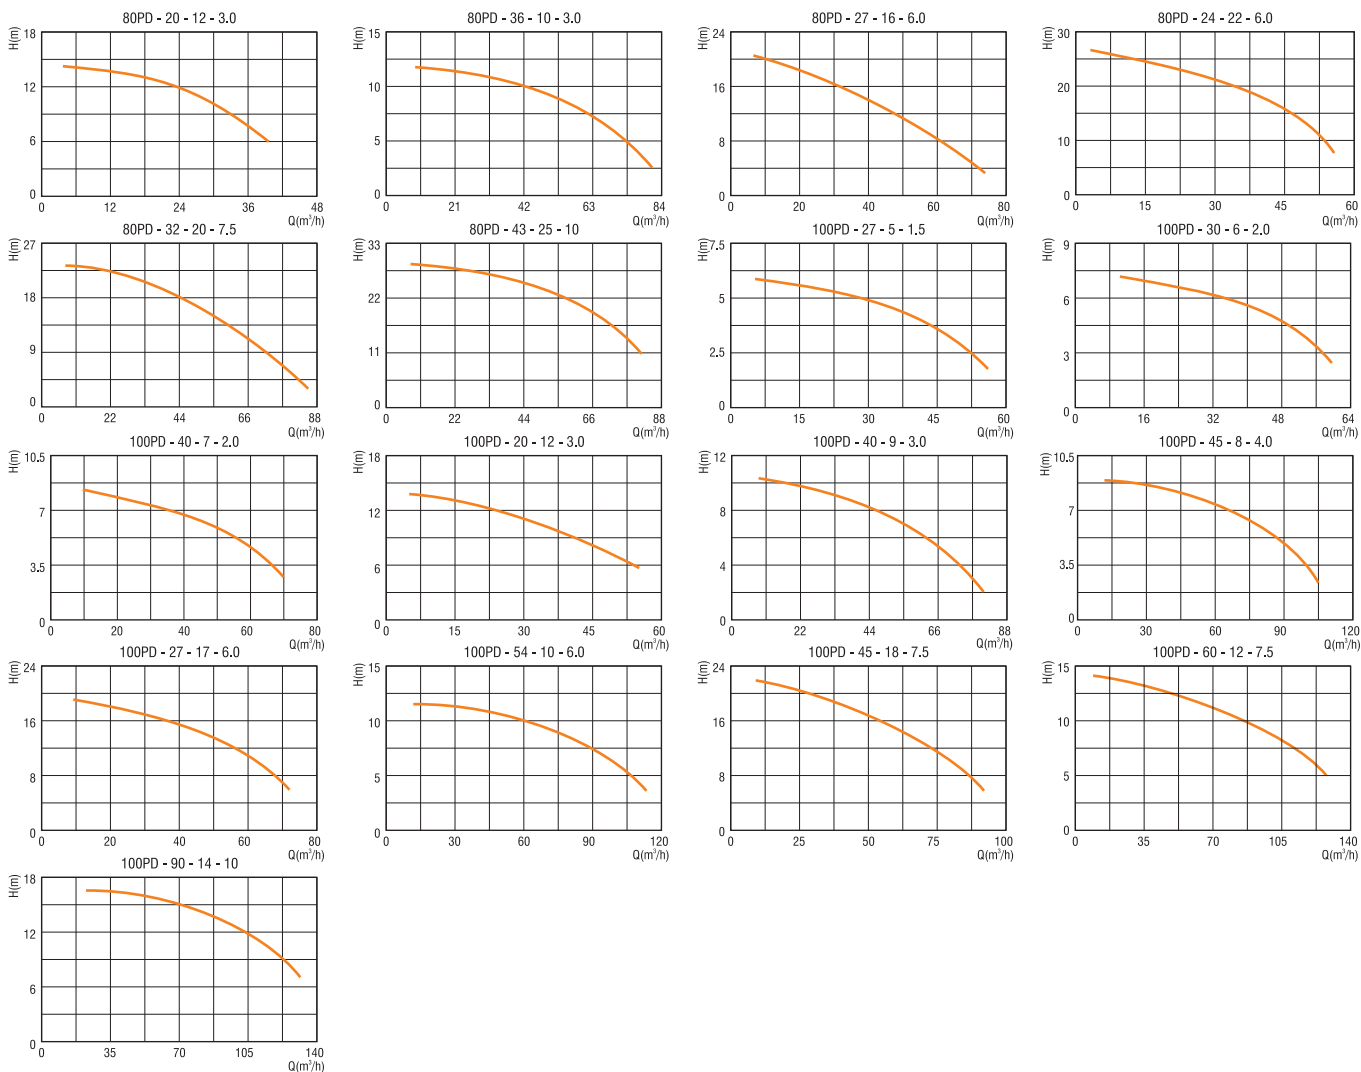 80PD - 20 - 12 - 3.0
H(m)
18
12
6
0
0 12 24 36 48
Q(m³/h)
80PD - 36 - 10 - 3.0
H(m)
15
10
5
0
0 21 42 63 84
Q(m³/h)
80PD - 27 - 16 - 6.0
H(m)
24
16
8
0
0 20 40 60 80
Q(m³/h)
80PD - 24 - 22 - 6.0
H(m)
30
20
10
0
0 15 30 45 60
Q(m³/h)
80PD - 32 - 20 - 7.5
H(m)
27
18
9
0
0 22 44 66 88
Q(m³/h)
80PD - 43 - 25 - 10
H(m)
33
22
11
0
0 22 44 66 88
Q(m³/h)
100PD - 27 - 5 - 1.5
H(m)
7.5
5
2.5
0
0 15 30 45 60
Q(m³/h)
100PD - 30 - 6 - 2.0
H(m)
9
6
3
0
0 16 32 48 64
Q(m³/h)
100PD - 40 - 7 - 2.0
H(m)
10.5
7
3.5
0
0 20 40 60 80
Q(m³/h)
100PD - 20 - 12 - 3.0
H(m)
18
12
6
0
0 15 30 45 60
Q(m³/h)
100PD - 40 - 9 - 3.0
H(m)
12
8
4
0
0 22 44 66 88
Q(m³/h)
100PD - 45 - 8 - 4.0
H(m)
10.5
7
3.5
0
0 30 60 90 120
Q(m³/h)
100PD - 27 - 17 - 6.0
H(m)
24
16
8
0
0 20 40 60 80
Q(m³/h)
100PD - 54 - 10 - 6.0
H(m)
15
10
5
0
0 30 60 90 120
Q(m³/h)
100PD - 45 - 18 - 7.5
H(m)
24
16
8
0
0 25 50 75 100
Q(m³/h)
100PD - 60 - 12 - 7.5
H(m)
15
10
5
0
0 35 70 105 140
Q(m³/h)
100PD - 90 - 14 - 10
H(m)
18
12
6
0
0 35 70 105 140
Q(m³/h)